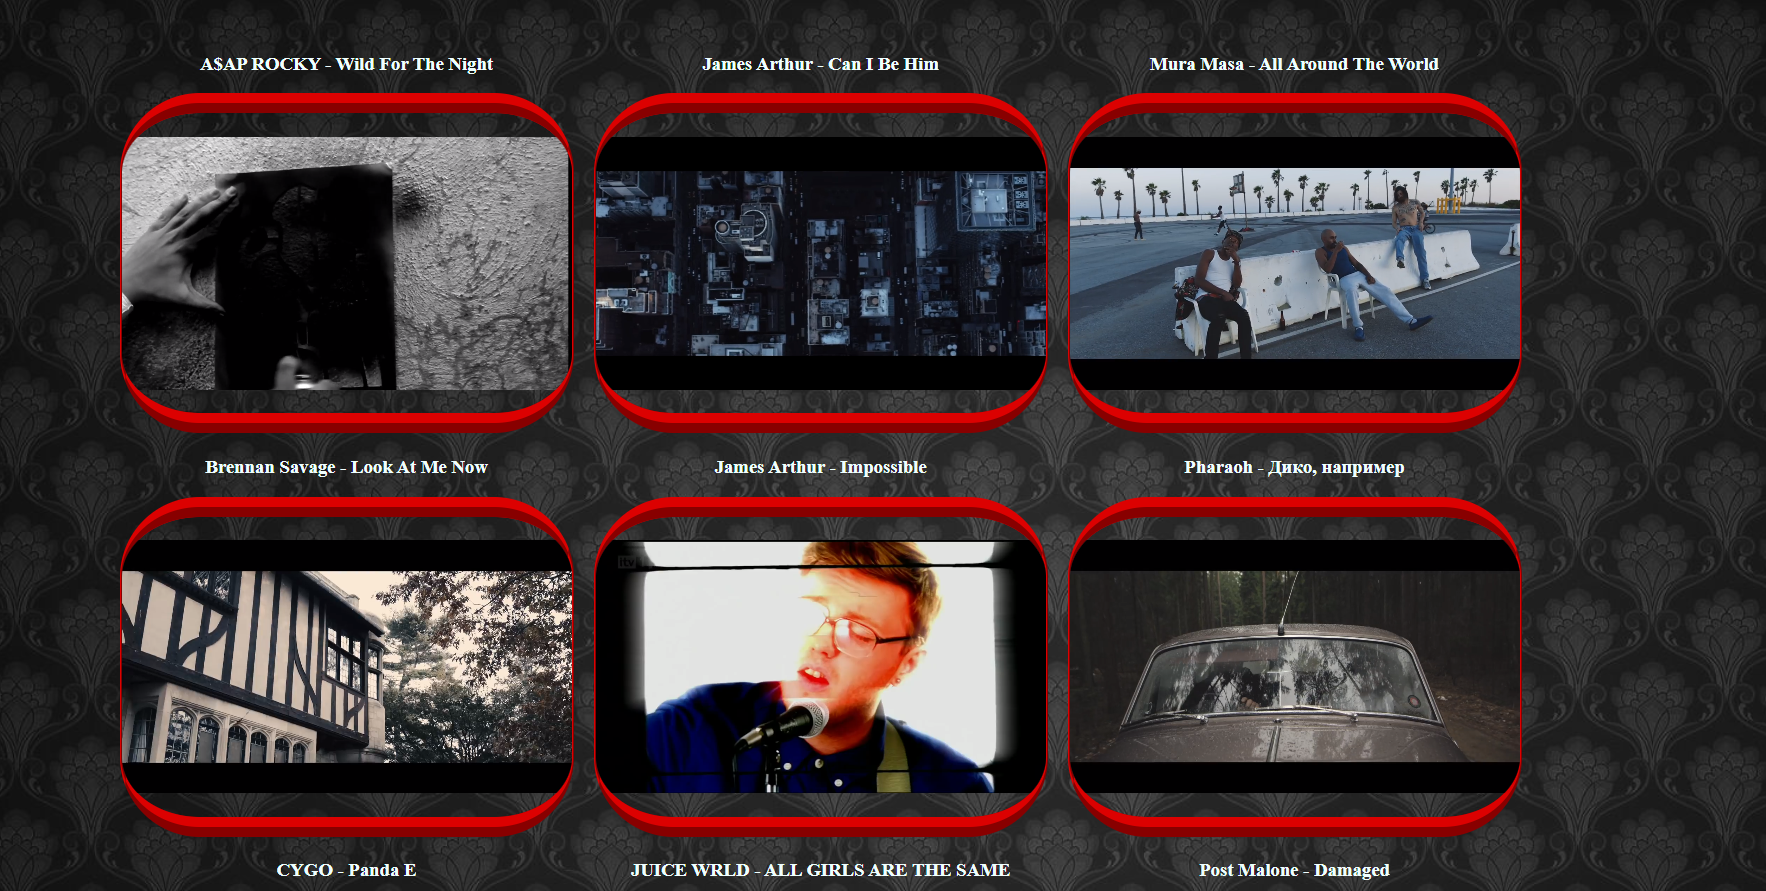 A$AP ROCKY - Wild For The Night
James Arthur - Can I Be Him
Mura Masa - All Around The World
Brennan Savage - Look At Me Now
James Arthur - Impossible
Pharaoh - Дико, например
itv
CYGO - Panda E
JUICE WRLD - ALL GIRLS ARE THE SAME
Post Malone - Damaged